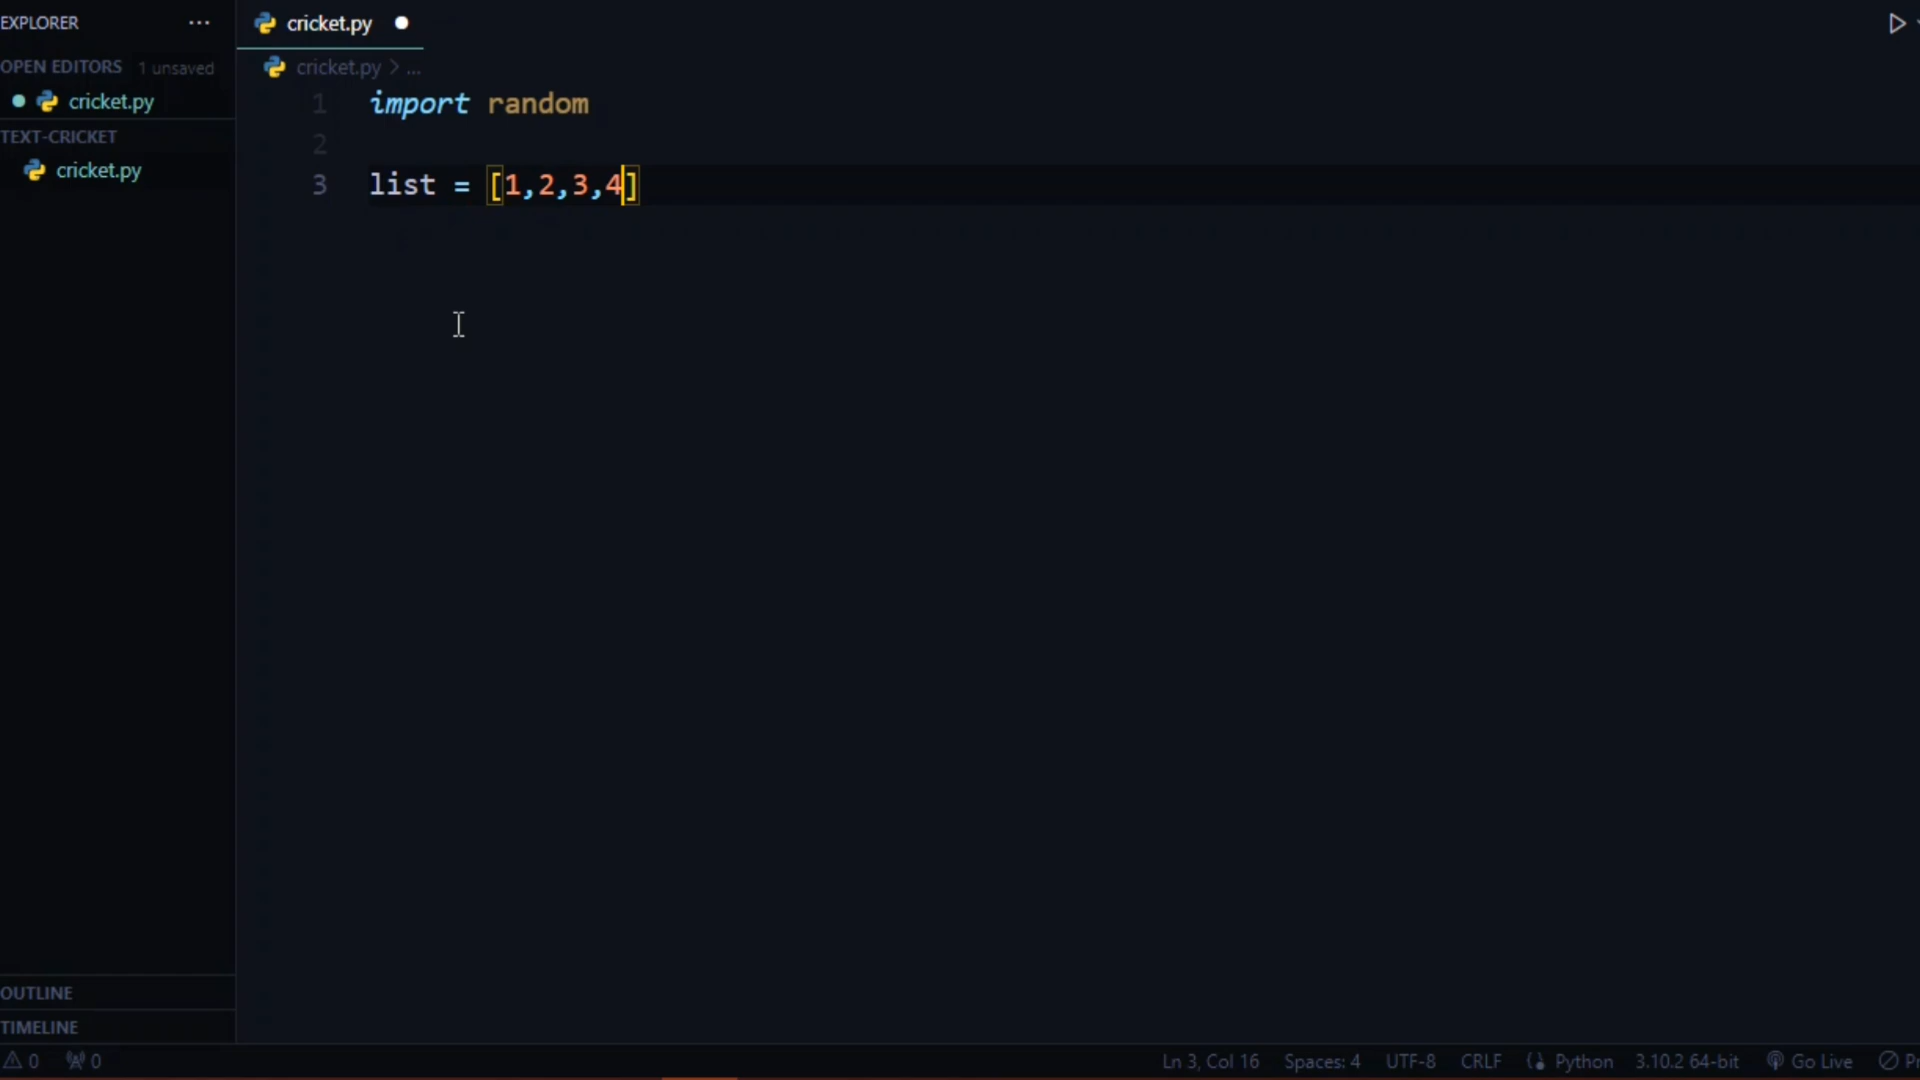 EXPLORER ...
OPEN EDITORS 1 unsaved
cricket.py
TEXT-CRICKET
cricket.py
OUTLINE
TIMELINE
cricket.py
cricket.py > ...
1 import random
2
3 list = [1,2,3,4]
0 0 Ln 3, Col 16 Spaces: 4 UTF-8 CRLF Python 3.10.2 64-bit Go Live